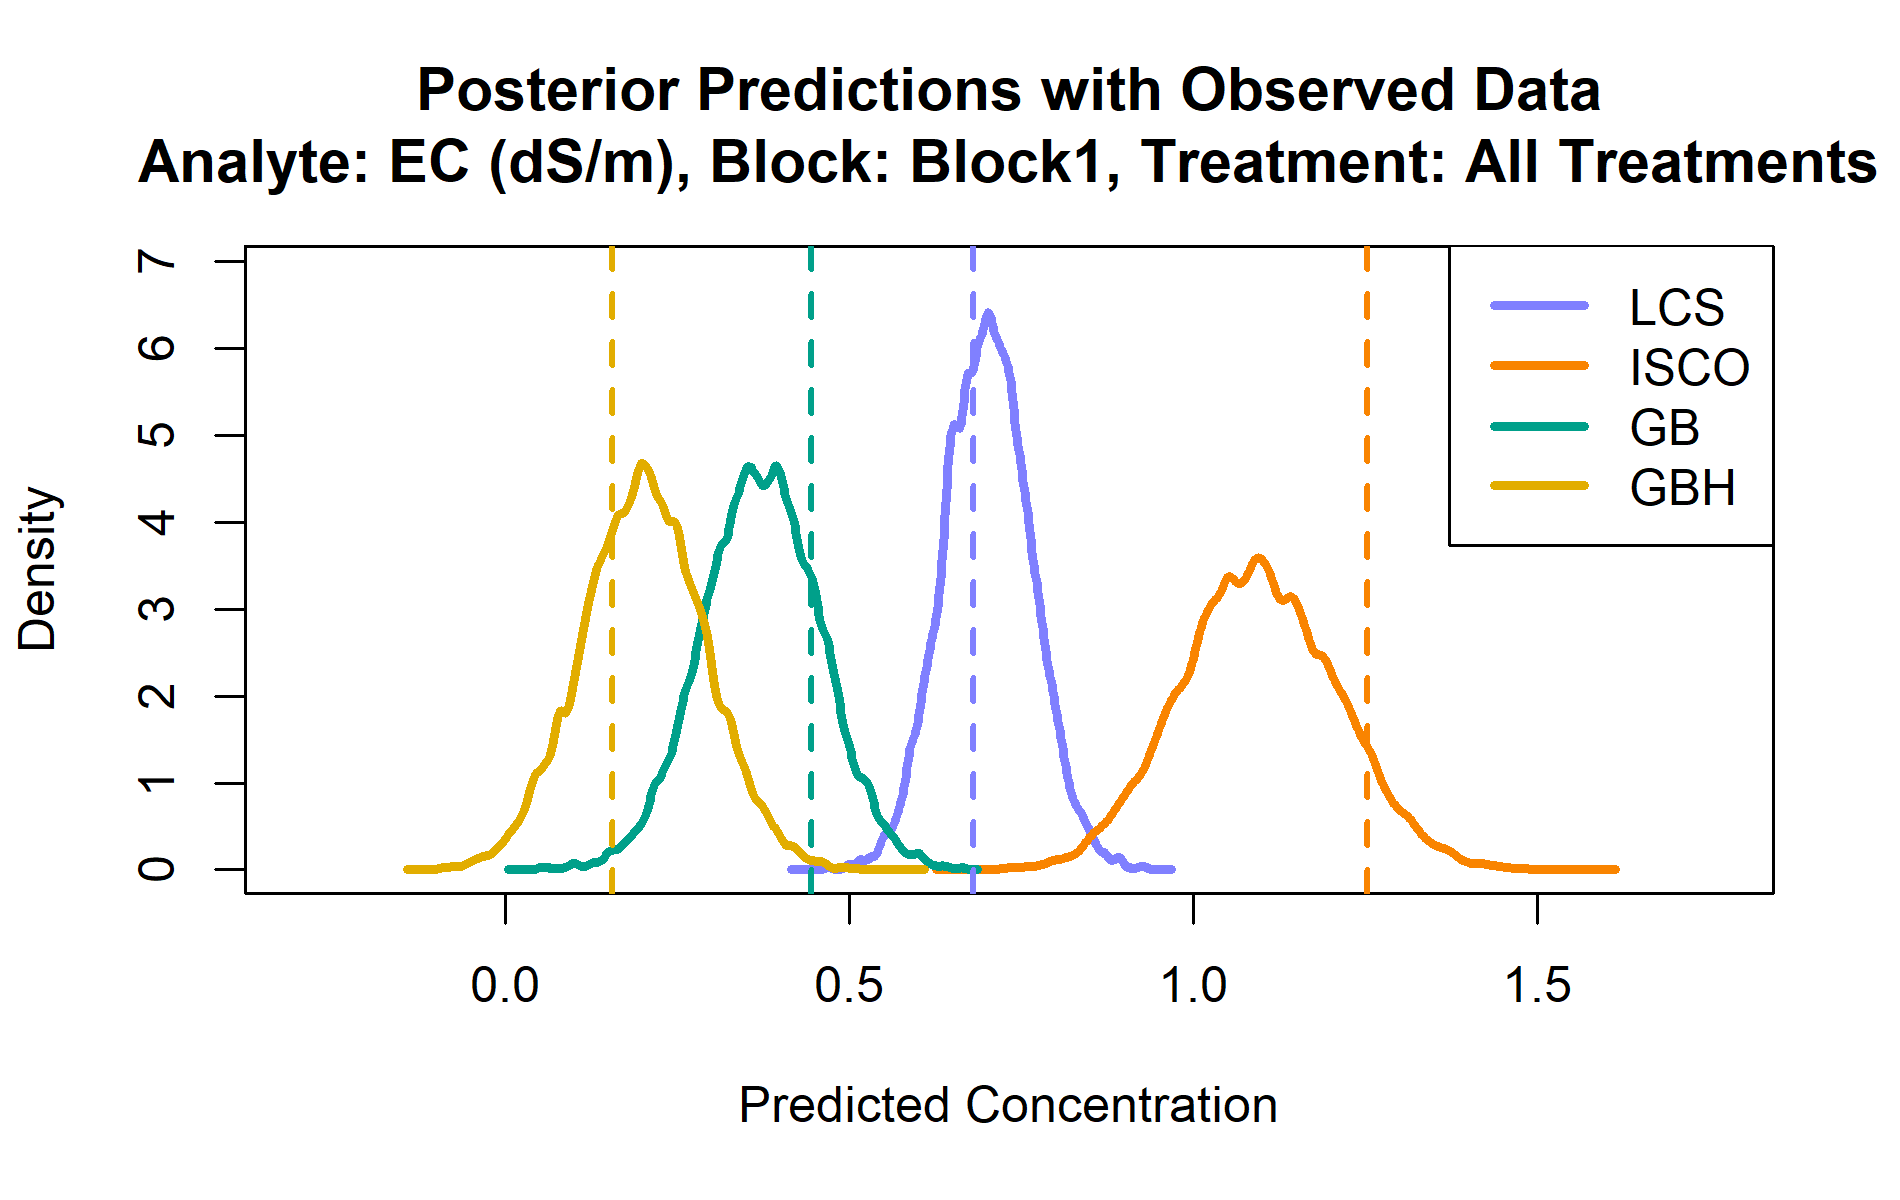 Posterior Predictions with Observed Data
Analyte: EC (dS/m), Block: Block1, Treatment: All Treatments
LCS
ISCO
GB
GBH
Density
7
6
5
4
3
2
1
0
0.0 0.5 1.0 1.5
Predicted Concentration